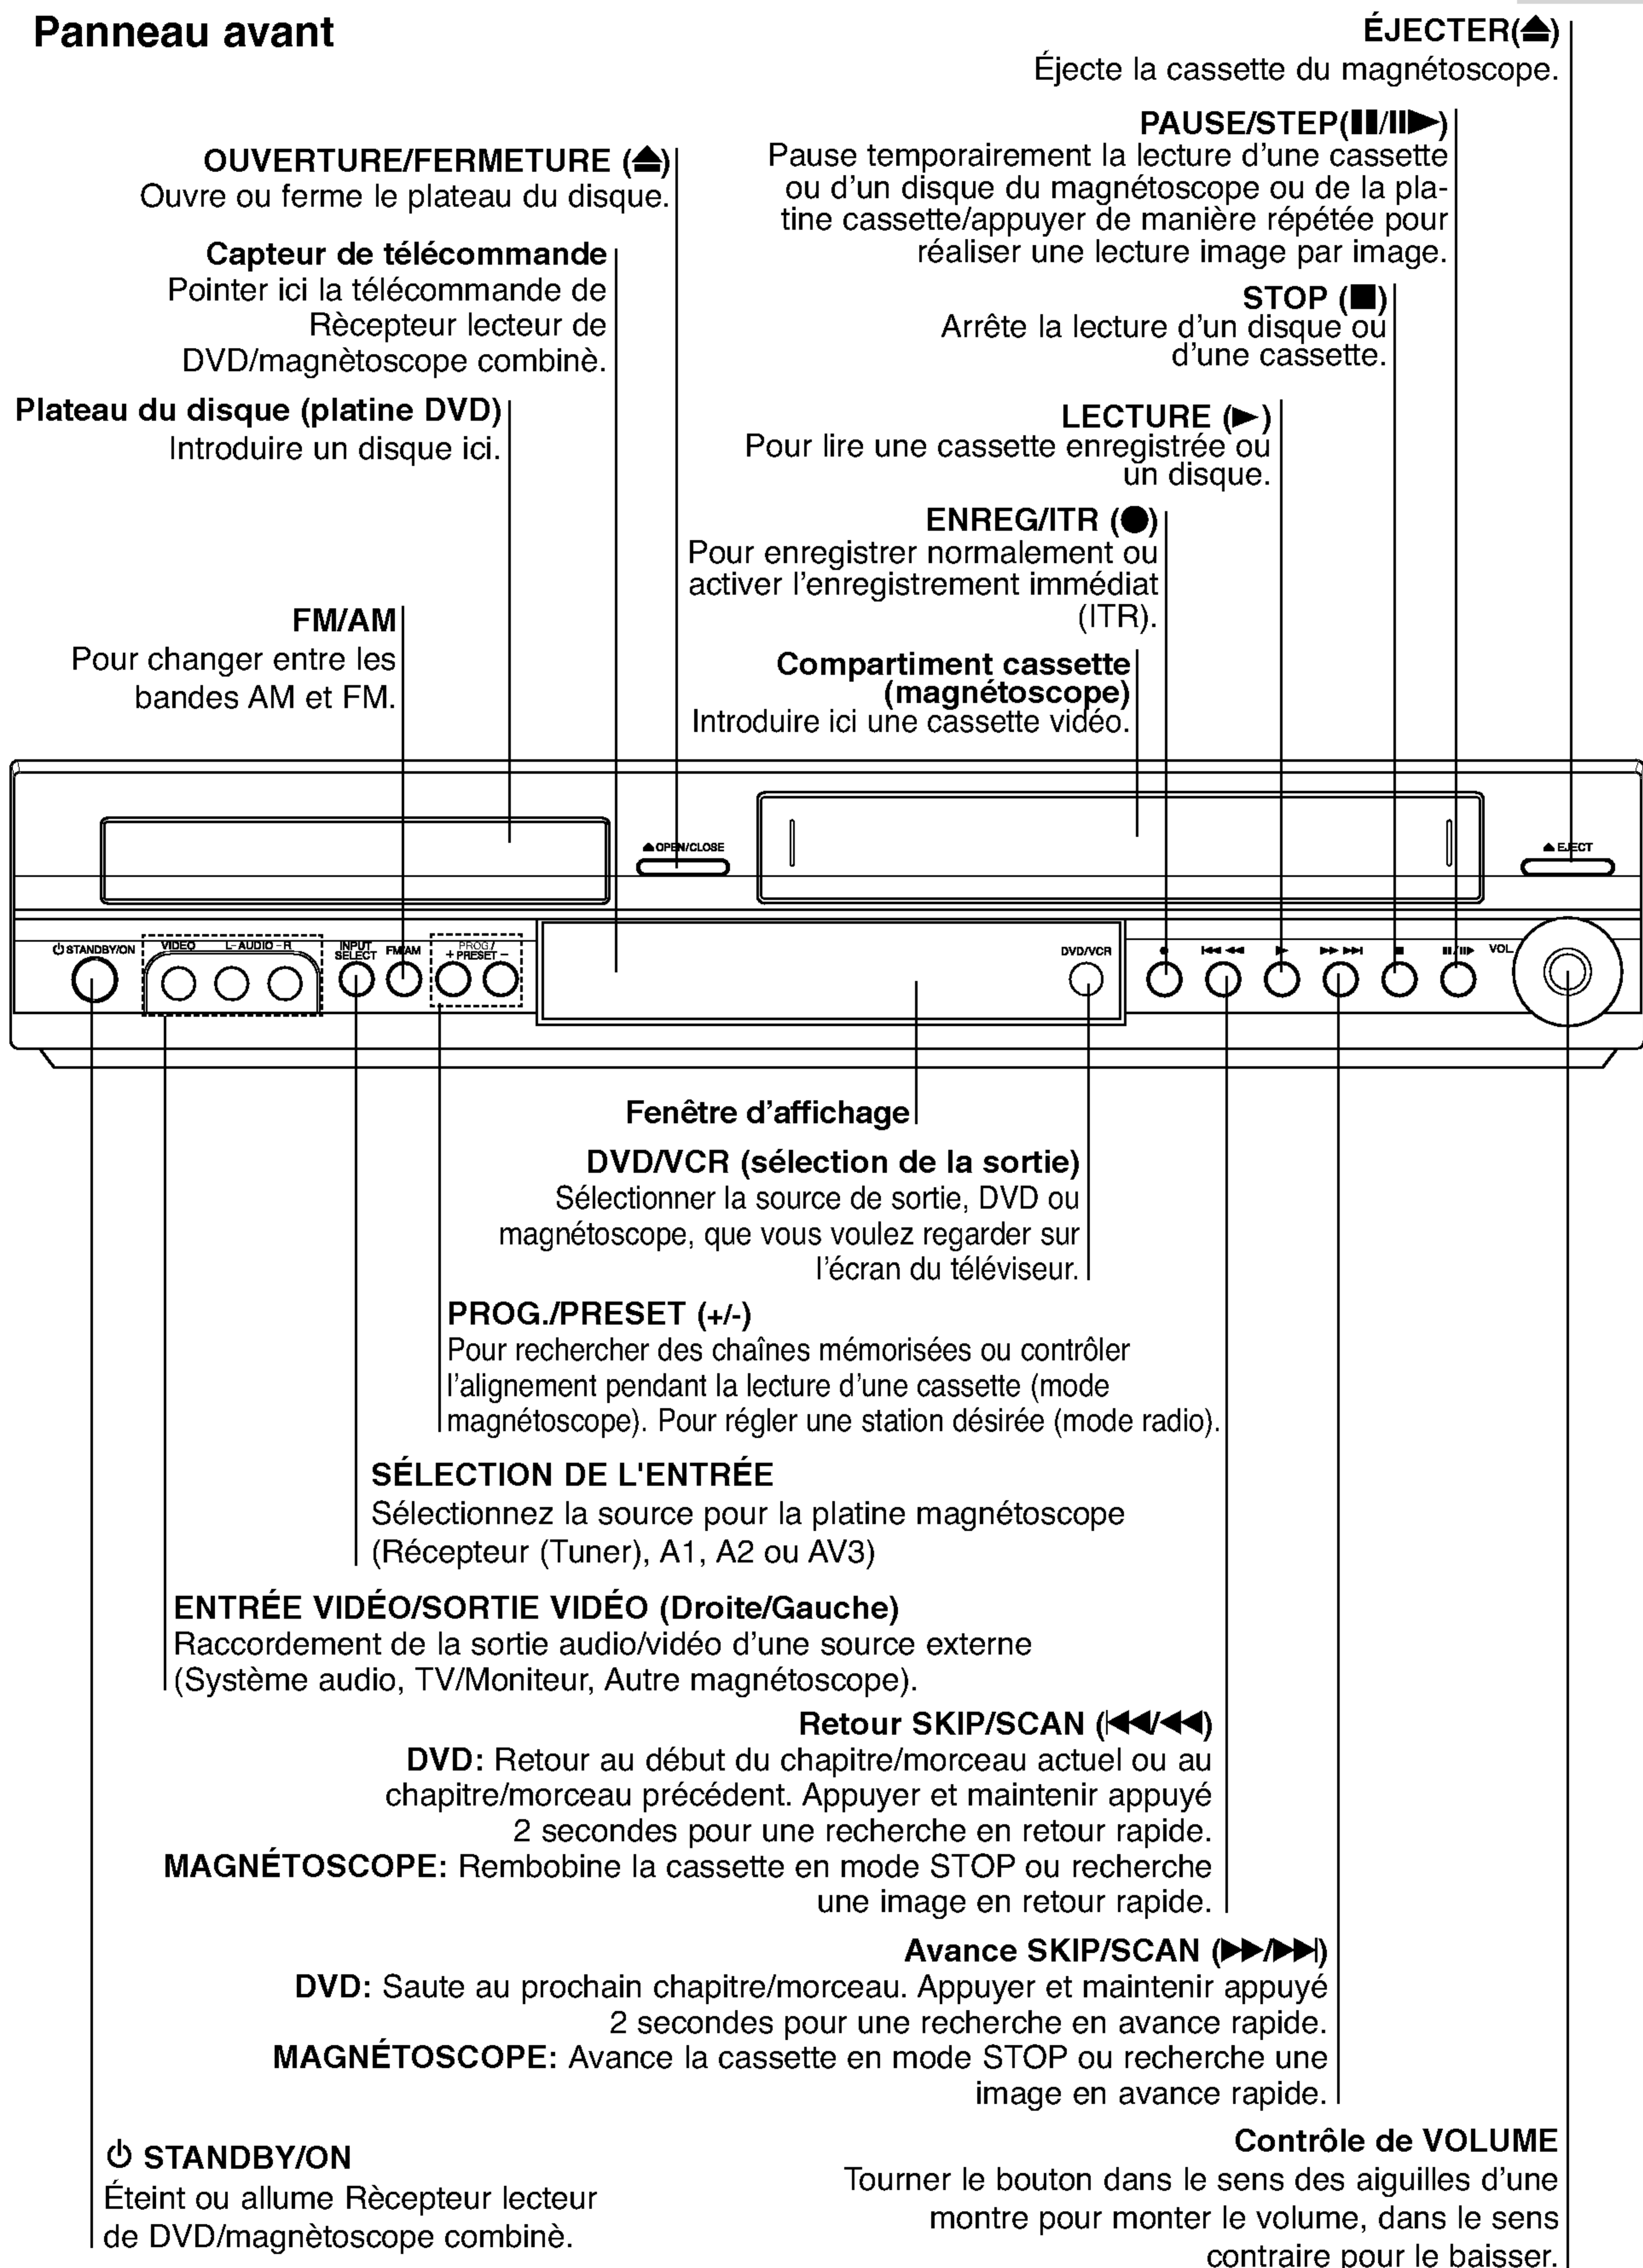 Panneau avant
ÉJECTER(⏏)
Éjecte la cassette du magnétoscope.
PAUSE/STEP(❚❚/❚❚▶)
Pause temporairement la lecture d'une cassette
ou d'un disque du magnétoscope ou de la pla-
tine cassette/appuyer de manière répétée pour
réaliser une lecture image par image.
OUVERTURE/FERMETURE (⏏)
Ouvre ou ferme le plateau du disque.
Capteur de télécommande
Pointer ici la télécommande de
Rècepteur lecteur de
DVD/magnètoscope combinè.
STOP (■)
Arrête la lecture d'un disque ou
d'une cassette.
Plateau du disque (platine DVD)
Introduire un disque ici.
LECTURE (▶)
Pour lire une cassette enregistrée ou
un disque.
ENREG/ITR (●)
Pour enregistrer normalement ou
activer l'enregistrement immédiat
(ITR).
FM/AM
Pour changer entre les
bandes AM et FM.
Compartiment cassette
(magnétoscope)
Introduire ici une cassette vidéo.
⏏ OPEN/CLOSE
⏏ EJECT
⏻ STANDBY/ON
VIDEO
L - AUDIO - R
INPUT
SELECT
FM/AM
PROG./
+ PRESET −
DVD/VCR
● |◀◀ ◀◀ ▶ ▶▶ ▶▶| ■ ❚❚/❚❚▶
VOL.
Fenêtre d'affichage
DVD/VCR (sélection de la sortie)
Sélectionner la source de sortie, DVD ou
magnétoscope, que vous voulez regarder sur
l'écran du téléviseur.
PROG./PRESET (+/-)
Pour rechercher des chaînes mémorisées ou contrôler
l'alignement pendant la lecture d'une cassette (mode
magnétoscope). Pour régler une station désirée (mode radio).
SÉLECTION DE L'ENTRÉE
Sélectionnez la source pour la platine magnétoscope
(Récepteur (Tuner), A1, A2 ou AV3)
ENTRÉE VIDÉO/SORTIE VIDÉO (Droite/Gauche)
Raccordement de la sortie audio/vidéo d'une source externe
(Système audio, TV/Moniteur, Autre magnétoscope).
Retour SKIP/SCAN (|◀◀/◀◀)
DVD: Retour au début du chapitre/morceau actuel ou au
chapitre/morceau précédent. Appuyer et maintenir appuyé
2 secondes pour une recherche en retour rapide.
MAGNÉTOSCOPE: Rembobine la cassette en mode STOP ou recherche
une image en retour rapide.
Avance SKIP/SCAN (▶▶/▶▶|)
DVD: Saute au prochain chapitre/morceau. Appuyer et maintenir appuyé
2 secondes pour une recherche en avance rapide.
MAGNÉTOSCOPE: Avance la cassette en mode STOP ou recherche une
image en avance rapide.
⏻ STANDBY/ON
Éteint ou allume Rècepteur lecteur
de DVD/magnètoscope combinè.
Contrôle de VOLUME
Tourner le bouton dans le sens des aiguilles d'une
montre pour monter le volume, dans le sens
contraire pour le baisser.